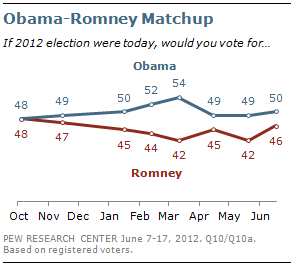 Obama-Romney Matchup
If 2012 election were today, would you vote for...
Obama
48 49 50 52 54 49 49 50
48 47 45 44 42 45 42 46
Romney
Oct Nov Dec Jan Feb Mar Apr May Jun
PEW RESEARCH CENTER June 7-17, 2012. Q10/Q10a.
Based on registered voters.